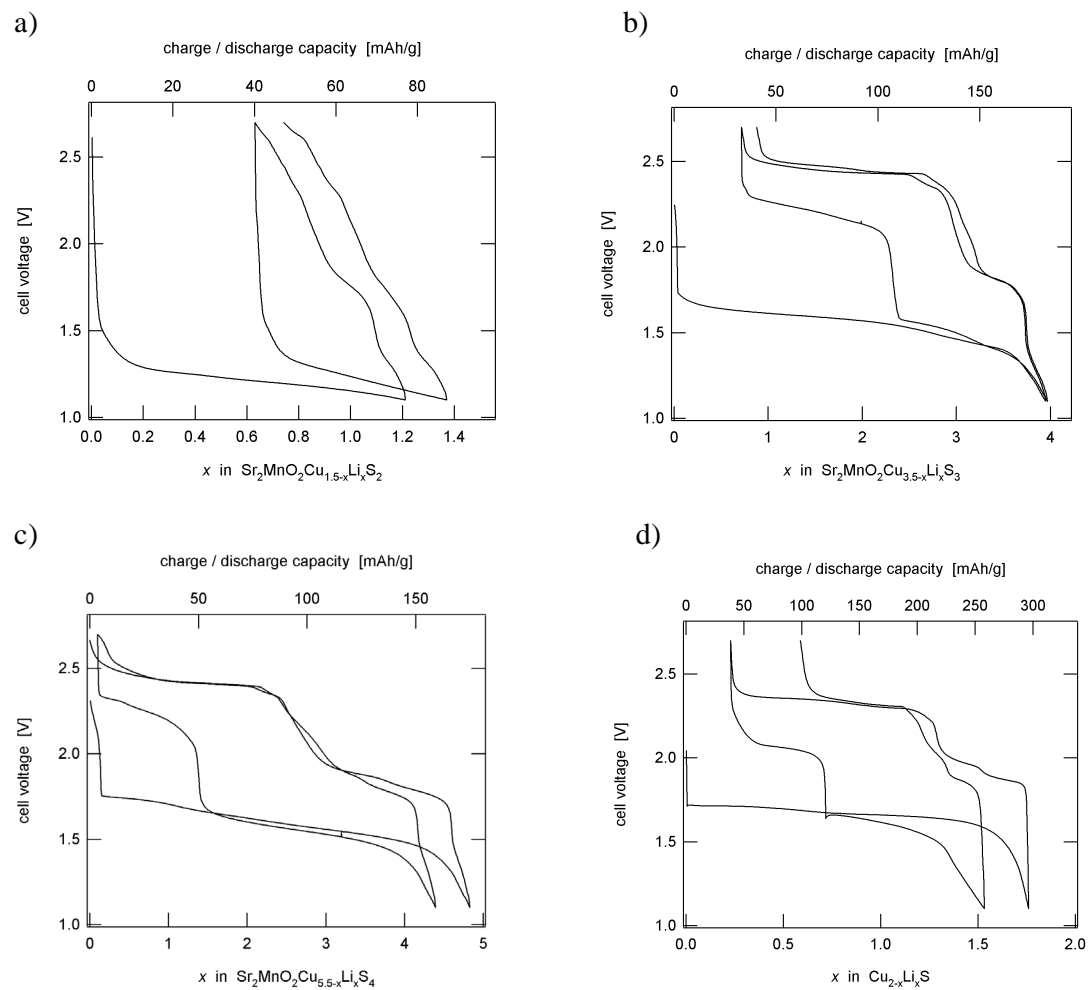 a)
charge / discharge capacity [mAh/g]
0 20 40 60 80
2.5
2.0
1.5
1.0
cell voltage [V]
0.0 0.2 0.4 0.6 0.8 1.0 1.2 1.4
x in Sr₂MnO₂Cu₁.₅₋ₓLiₓS₂
b)
charge / discharge capacity [mAh/g]
0 50 100 150
2.5
2.0
1.5
1.0
cell voltage [V]
0 1 2 3 4
x in Sr₂MnO₂Cu₃.₅₋ₓLiₓS₃
c)
charge / discharge capacity [mAh/g]
0 50 100 150
2.5
2.0
1.5
1.0
cell voltage [V]
0 1 2 3 4 5
x in Sr₂MnO₂Cu₅.₅₋ₓLiₓS₄
d)
charge / discharge capacity [mAh/g]
0 50 100 150 200 250 300
2.5
2.0
1.5
1.0
cell voltage [V]
0.0 0.5 1.0 1.5 2.0
x in Cu₂₋ₓLiₓS